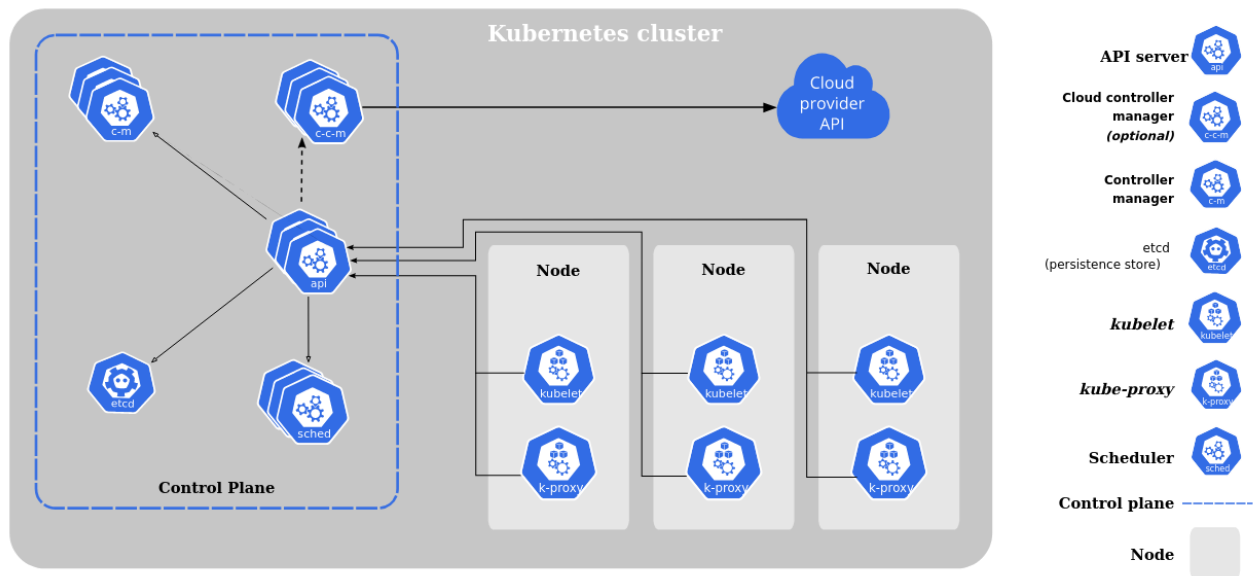 Kubernetes cluster
c-m
c-c-m
Cloud
provider
API
api
etcd
sched
Control Plane
Node
kubelet
k-proxy
Node
kubelet
k-proxy
Node
kubelet
k-proxy
API server
api
Cloud controller
manager
(optional)
c-c-m
Controller
manager
c-m
etcd
(persistence store)
etcd
kubelet
kubelet
kube-proxy
k-proxy
Scheduler
sched
Control plane
Node